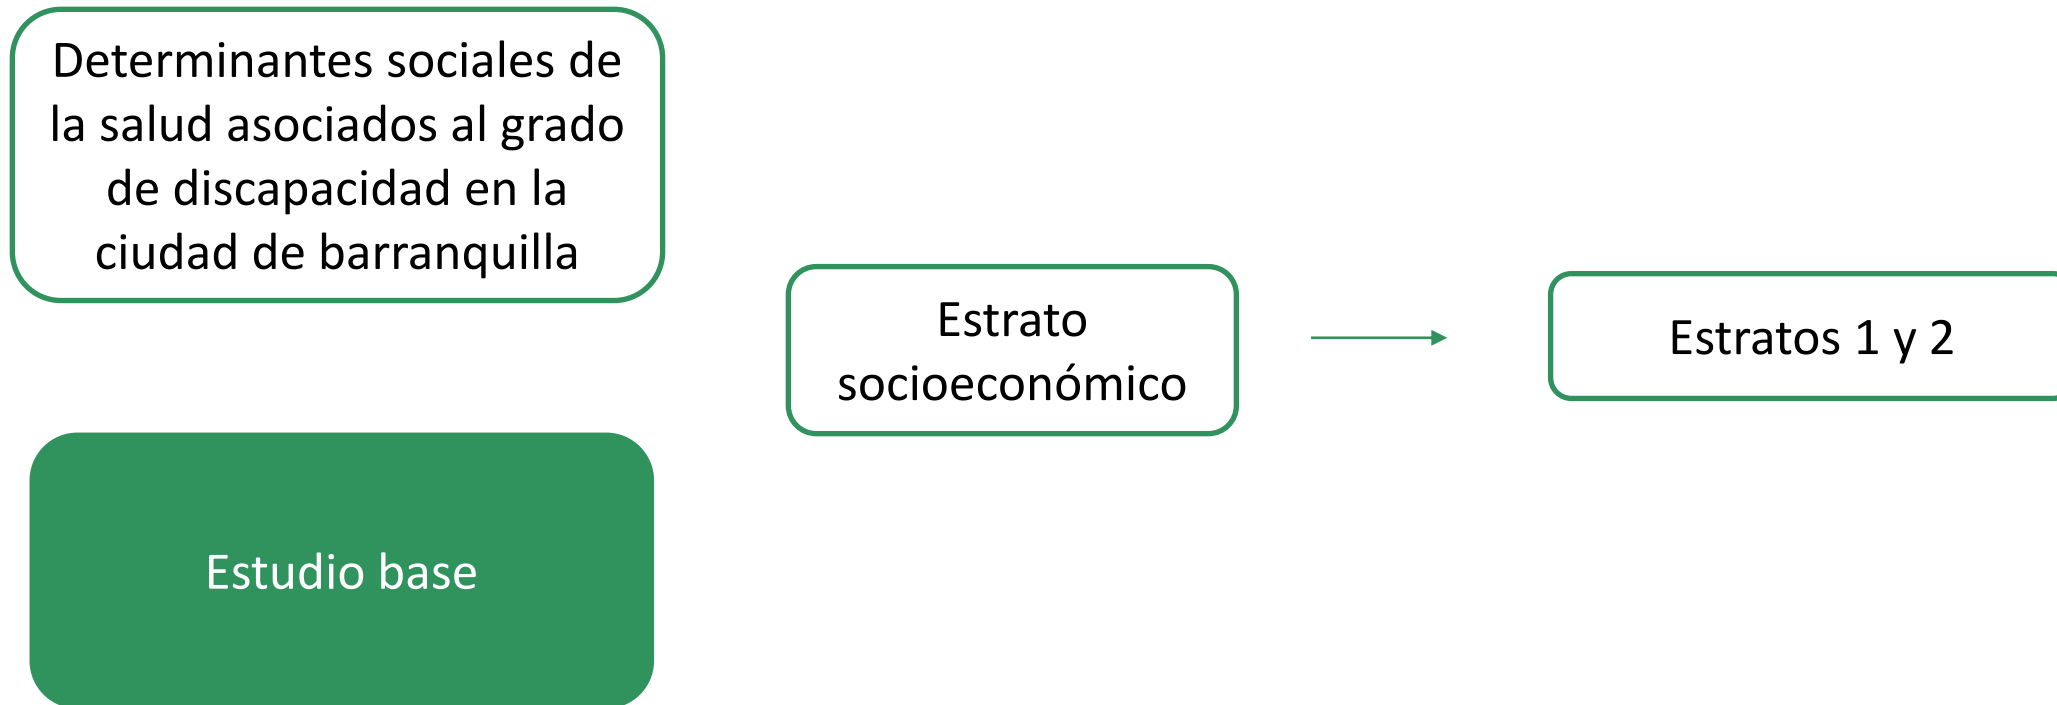 Determinantes sociales de
la salud asociados al grado
de discapacidad en la
ciudad de barranquilla
Estrato
socioeconómico
Estratos 1 y 2
Estudio base